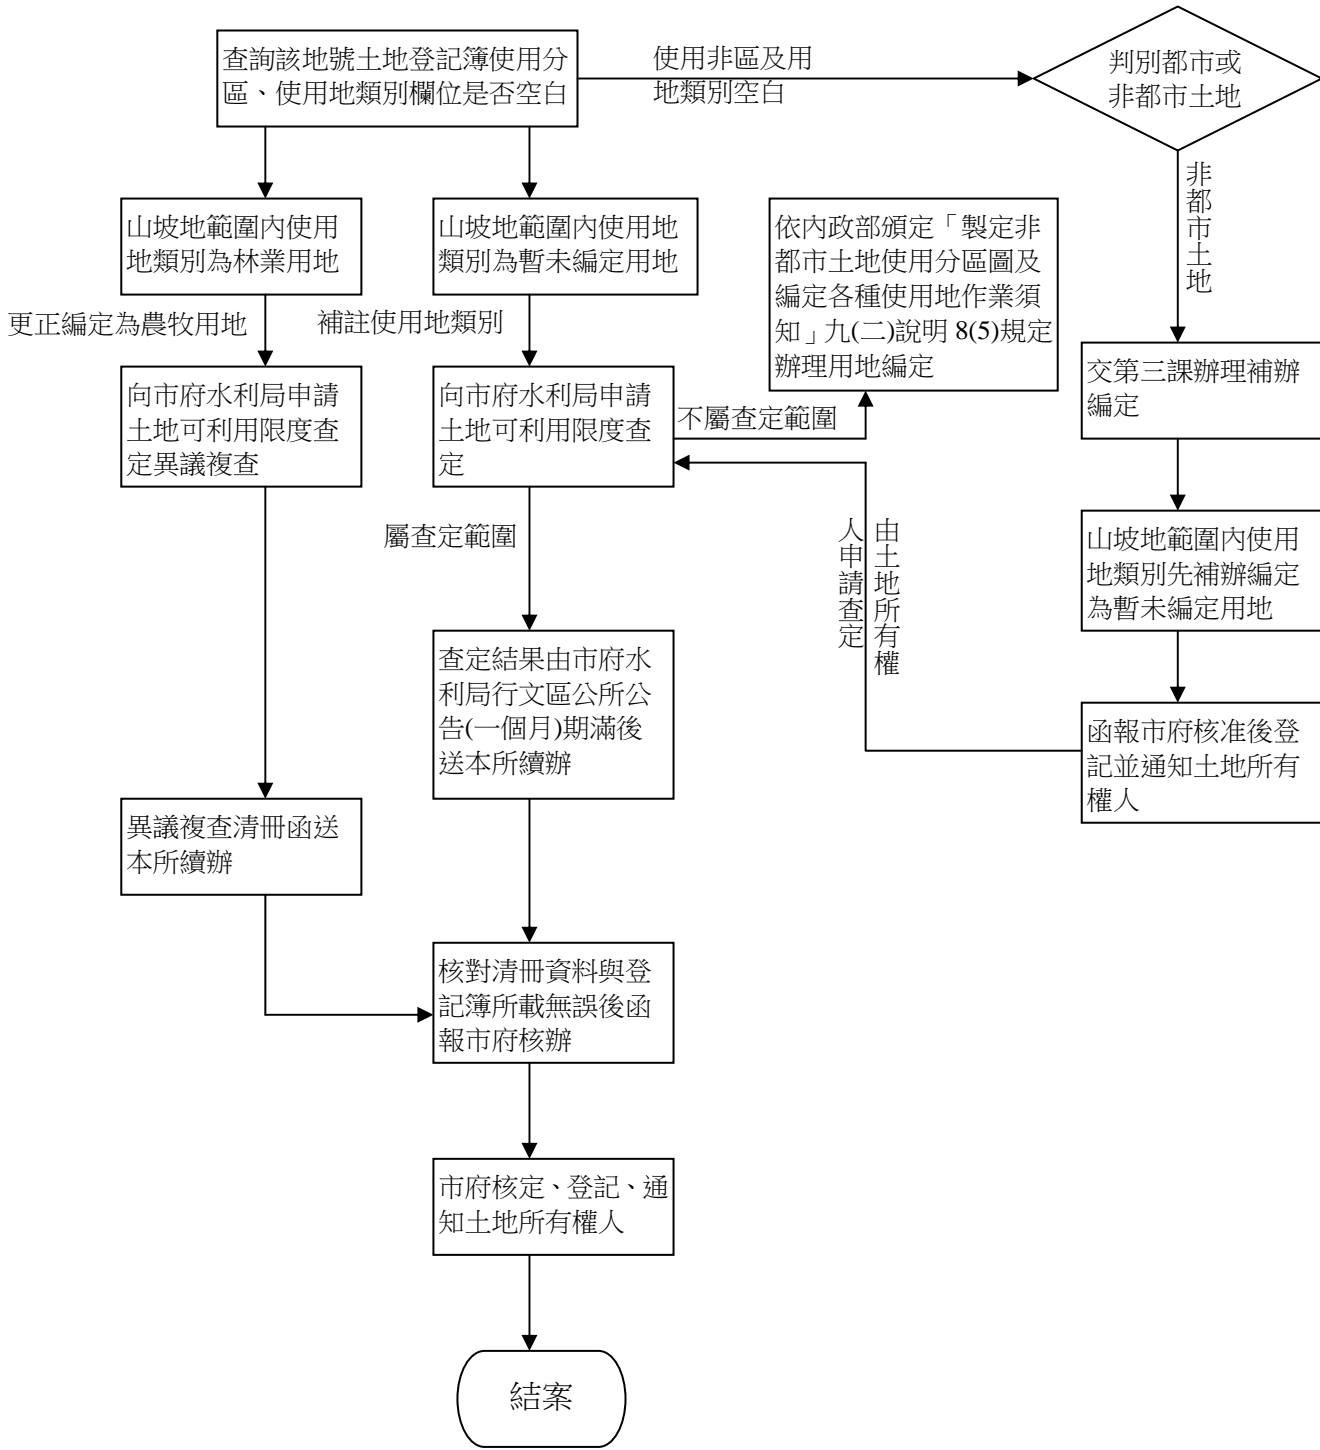 查詢該地號土地登記簿使用分
區、使用地類別欄位是否空白
使用非區及用
地類別空白
判別都市或
非都市土地
非都市土地
山坡地範圍內使用
地類別為林業用地
山坡地範圍內使用地
類別為暫未編定用地
依內政部頒定「製定非
都市土地使用分區圖及
編定各種使用地作業須
知」九(二)說明 8(5)規定
辦理用地編定
更正編定為農牧用地
補註使用地類別
交第三課辦理補辦
編定
向市府水利局申請
土地可利用限度查
定異議複查
向市府水利局申請
土地可利用限度查
定
不屬查定範圍
屬查定範圍
由土地所有權
人申請查定
山坡地範圍內使用
地類別先補辦編定
為暫未編定用地
查定結果由市府水
利局行文區公所公
告(一個月)期滿後
送本所續辦
函報市府核准後登
記並通知土地所有
權人
異議複查清冊函送
本所續辦
核對清冊資料與登
記簿所載無誤後函
報市府核辦
市府核定、登記、通
知土地所有權人
結案